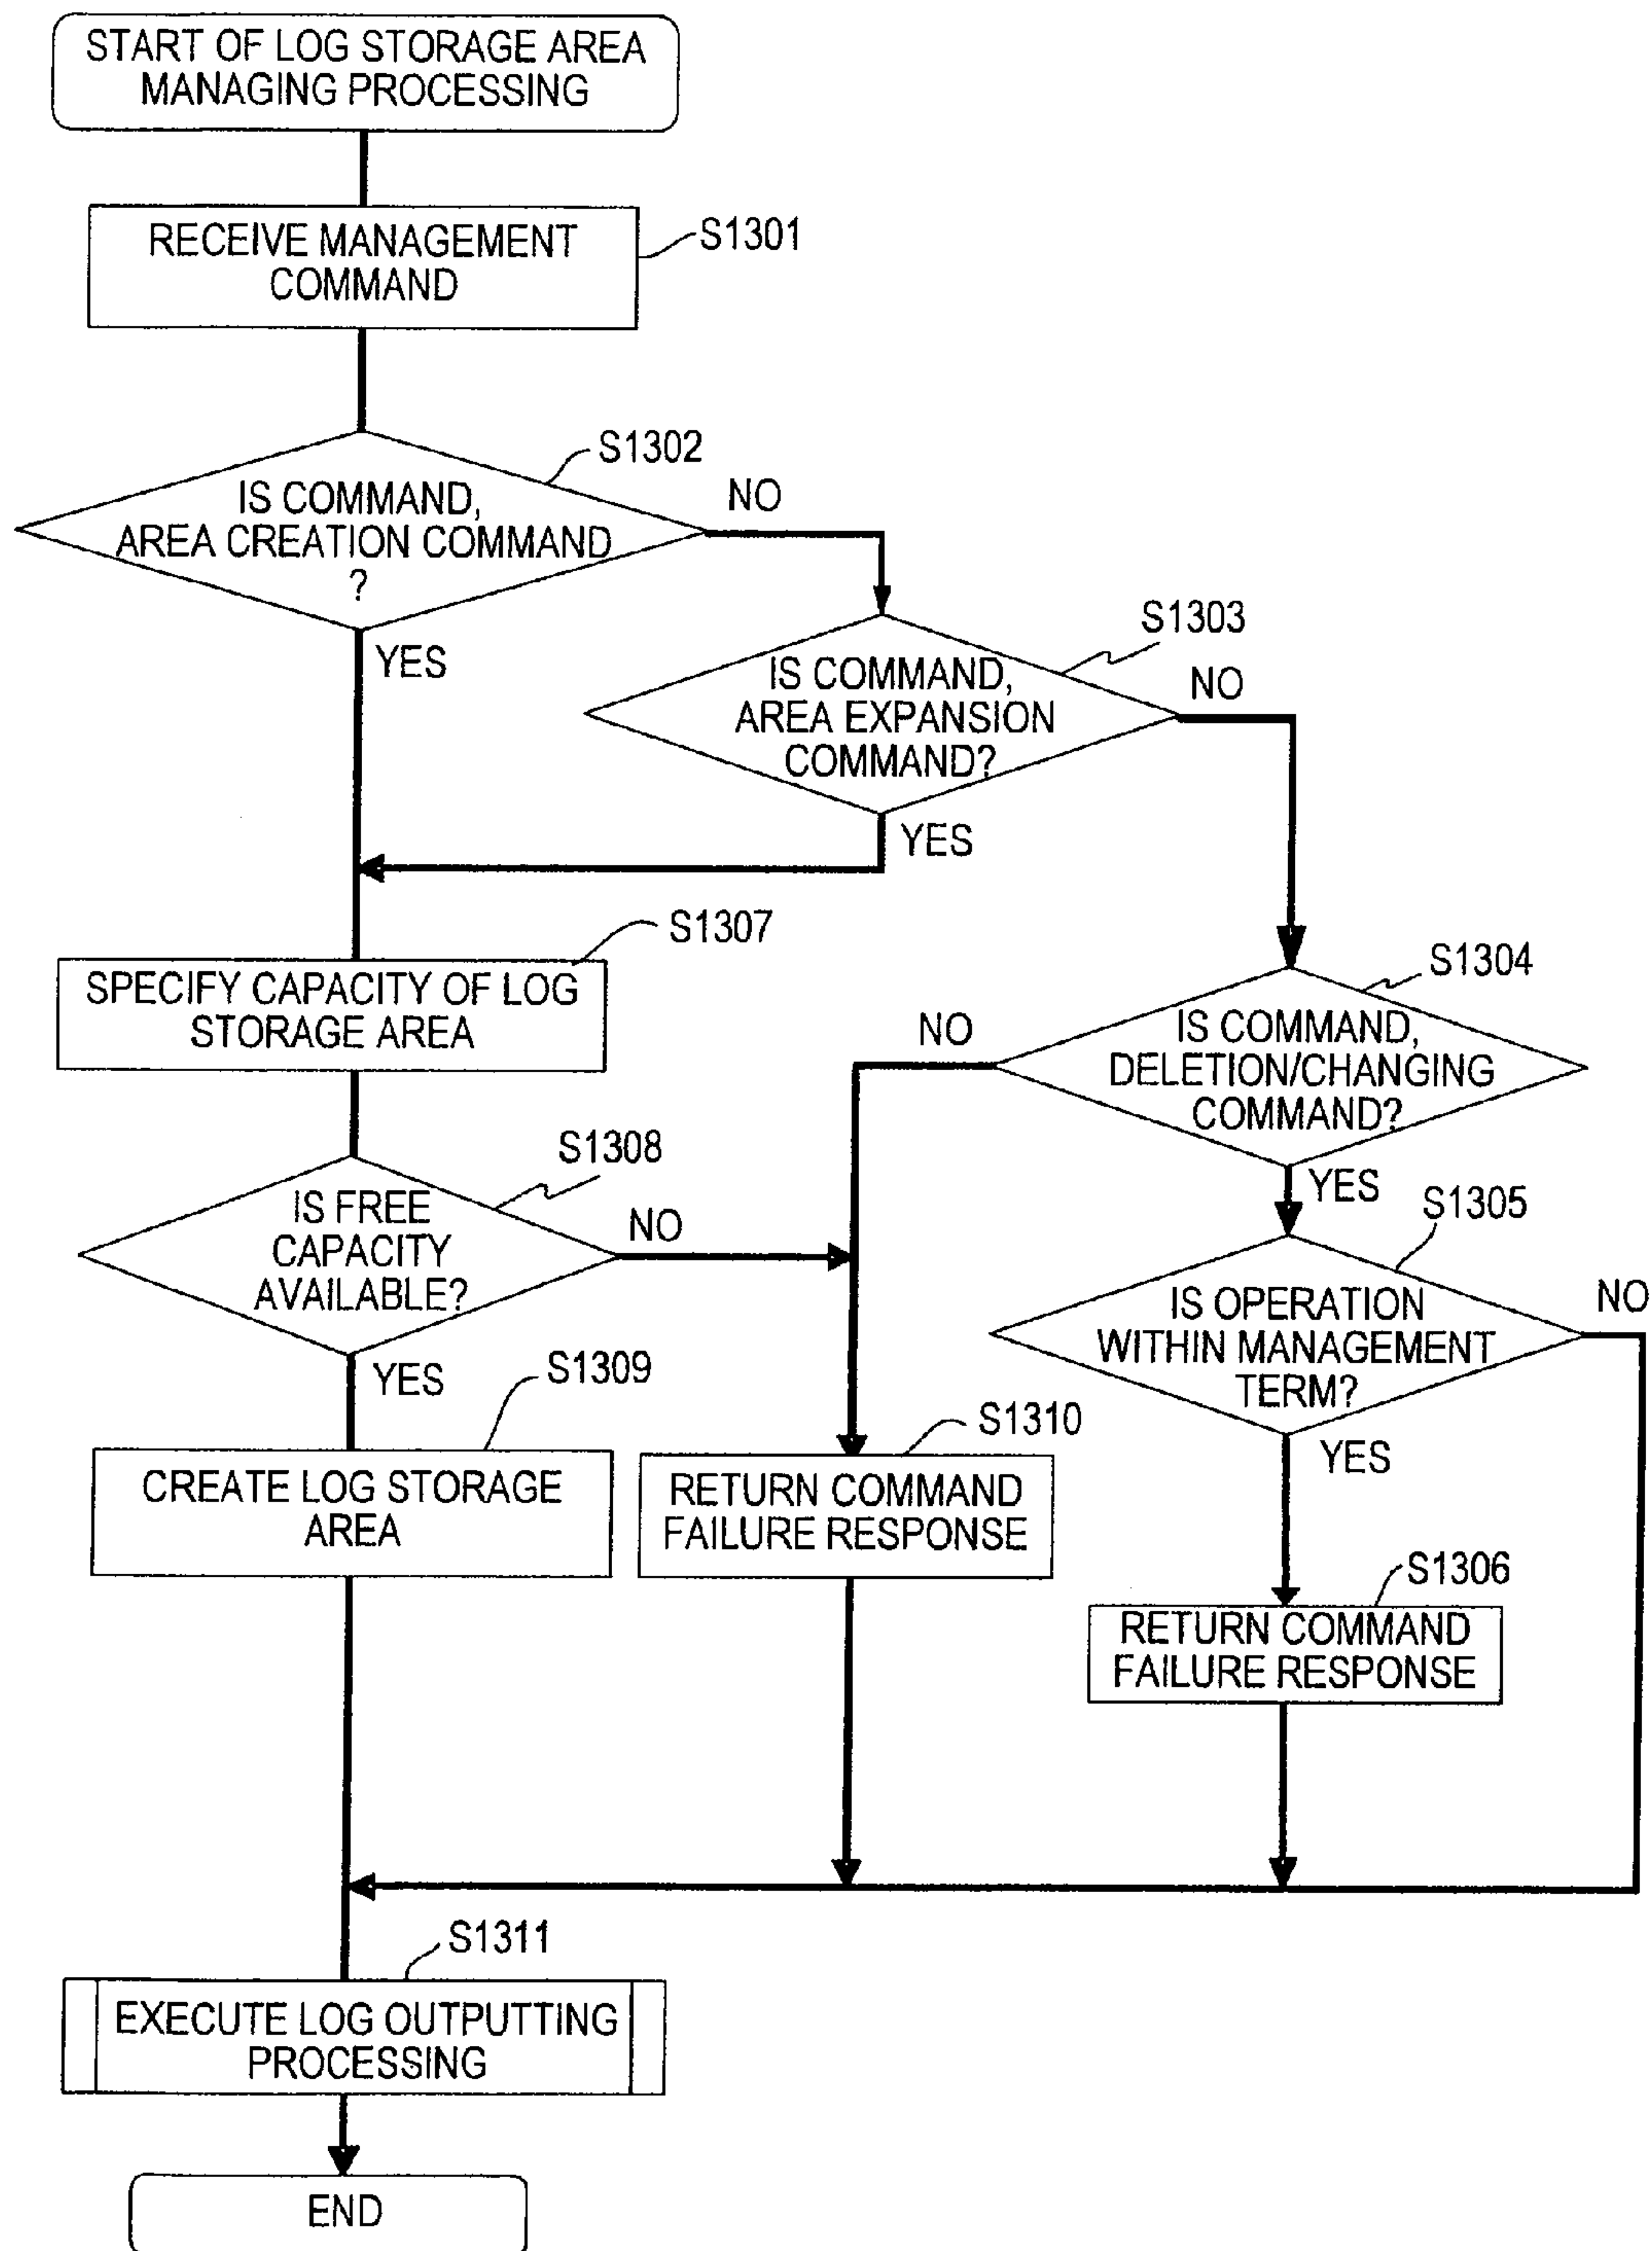 START OF LOG STORAGE AREA
MANAGING PROCESSING
RECEIVE MANAGEMENT
COMMAND
S1301
S1302
IS COMMAND,
AREA CREATION COMMAND
?
NO
YES
S1303
IS COMMAND,
AREA EXPANSION
COMMAND?
NO
YES
S1307
SPECIFY CAPACITY OF LOG
STORAGE AREA
S1304
IS COMMAND,
DELETION/CHANGING
COMMAND?
NO
YES
S1308
IS FREE
CAPACITY
AVAILABLE?
NO
YES
S1305
IS OPERATION
WITHIN MANAGEMENT
TERM?
NO
YES
S1309
CREATE LOG STORAGE
AREA
S1310
RETURN COMMAND
FAILURE RESPONSE
S1306
RETURN COMMAND
FAILURE RESPONSE
S1311
EXECUTE LOG OUTPUTTING
PROCESSING
END